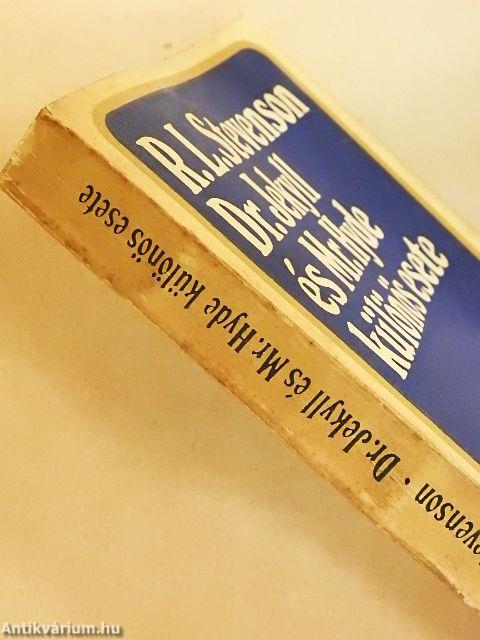 R.L.Stevenson
Dr.Jekyll
és Mr.Hyde
különös esete
evenson • Dr.Jekyll és Mr.Hyde különös esete
Antikvárium.hu